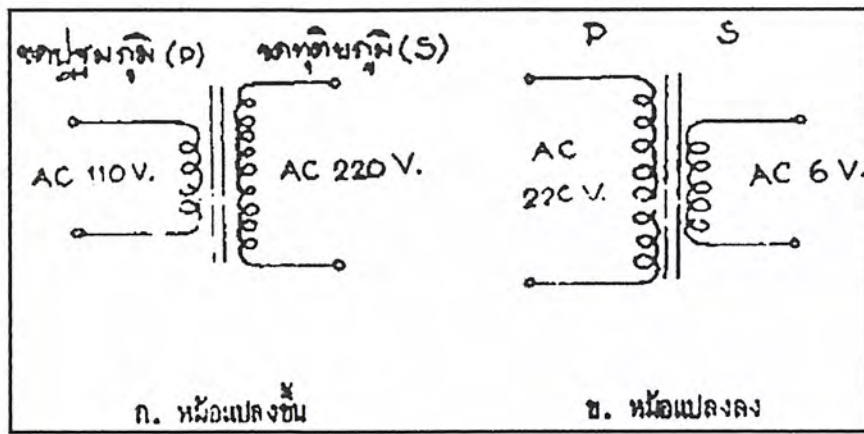 ขดปฐมภูมิ (P) ขดทุติยภูมิ (S)
AC 110 V. AC 220 V.
ก. หม้อแปลงขึ้น
P S
AC
220 V.
AC 6 V.
ข. หม้อแปลงลง